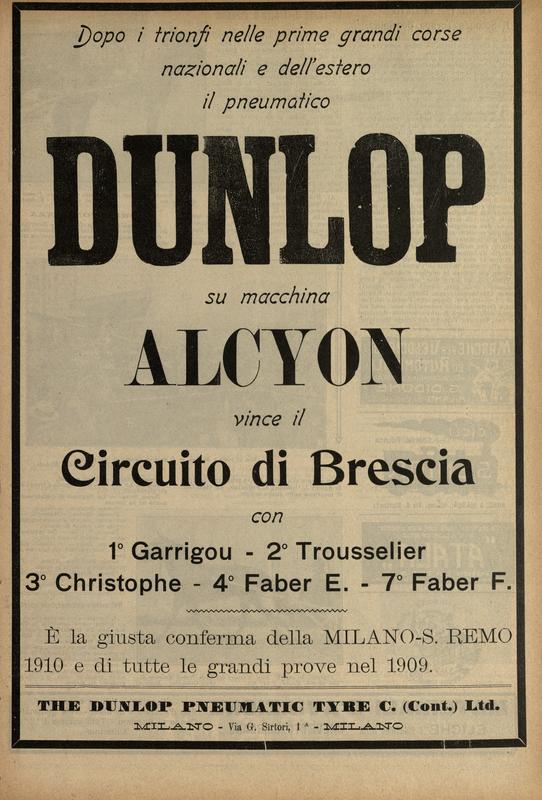 Dopo i trionfi nelle prime grandi corse
nazionali e dell'estero
il pneumatico
DUNLOP
su macchina
ALCYON
vince il
Circuito di Brescia
con
1° Garrigou - 2° Trousselier
3° Christophe - 4° Faber E. - 7° Faber F.
È la giusta conferma della MILANO-S. REMO
1910 e di tutte le grandi prove nel 1909.
THE DUNLOP PNEUMATIC TYRE C. (Cont.) Ltd.
MILANO - Via G. Sirtori, 1 A - MILANO